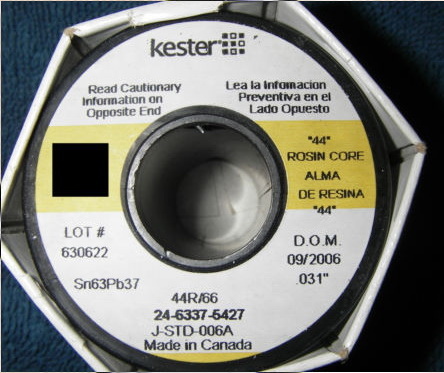 kester
Read Cautionary
Information on
Opposite End
Lea la Infomacion
Preventiva en el
Lado Opuesto
"44"
ROSIN CORE
ALMA
DE RESINA
"44"
LOT #
630622
D.O.M.
09/2006
.031"
Sn63Pb37
44R/66
24-6337-5427
J-STD-006A
Made in Canada